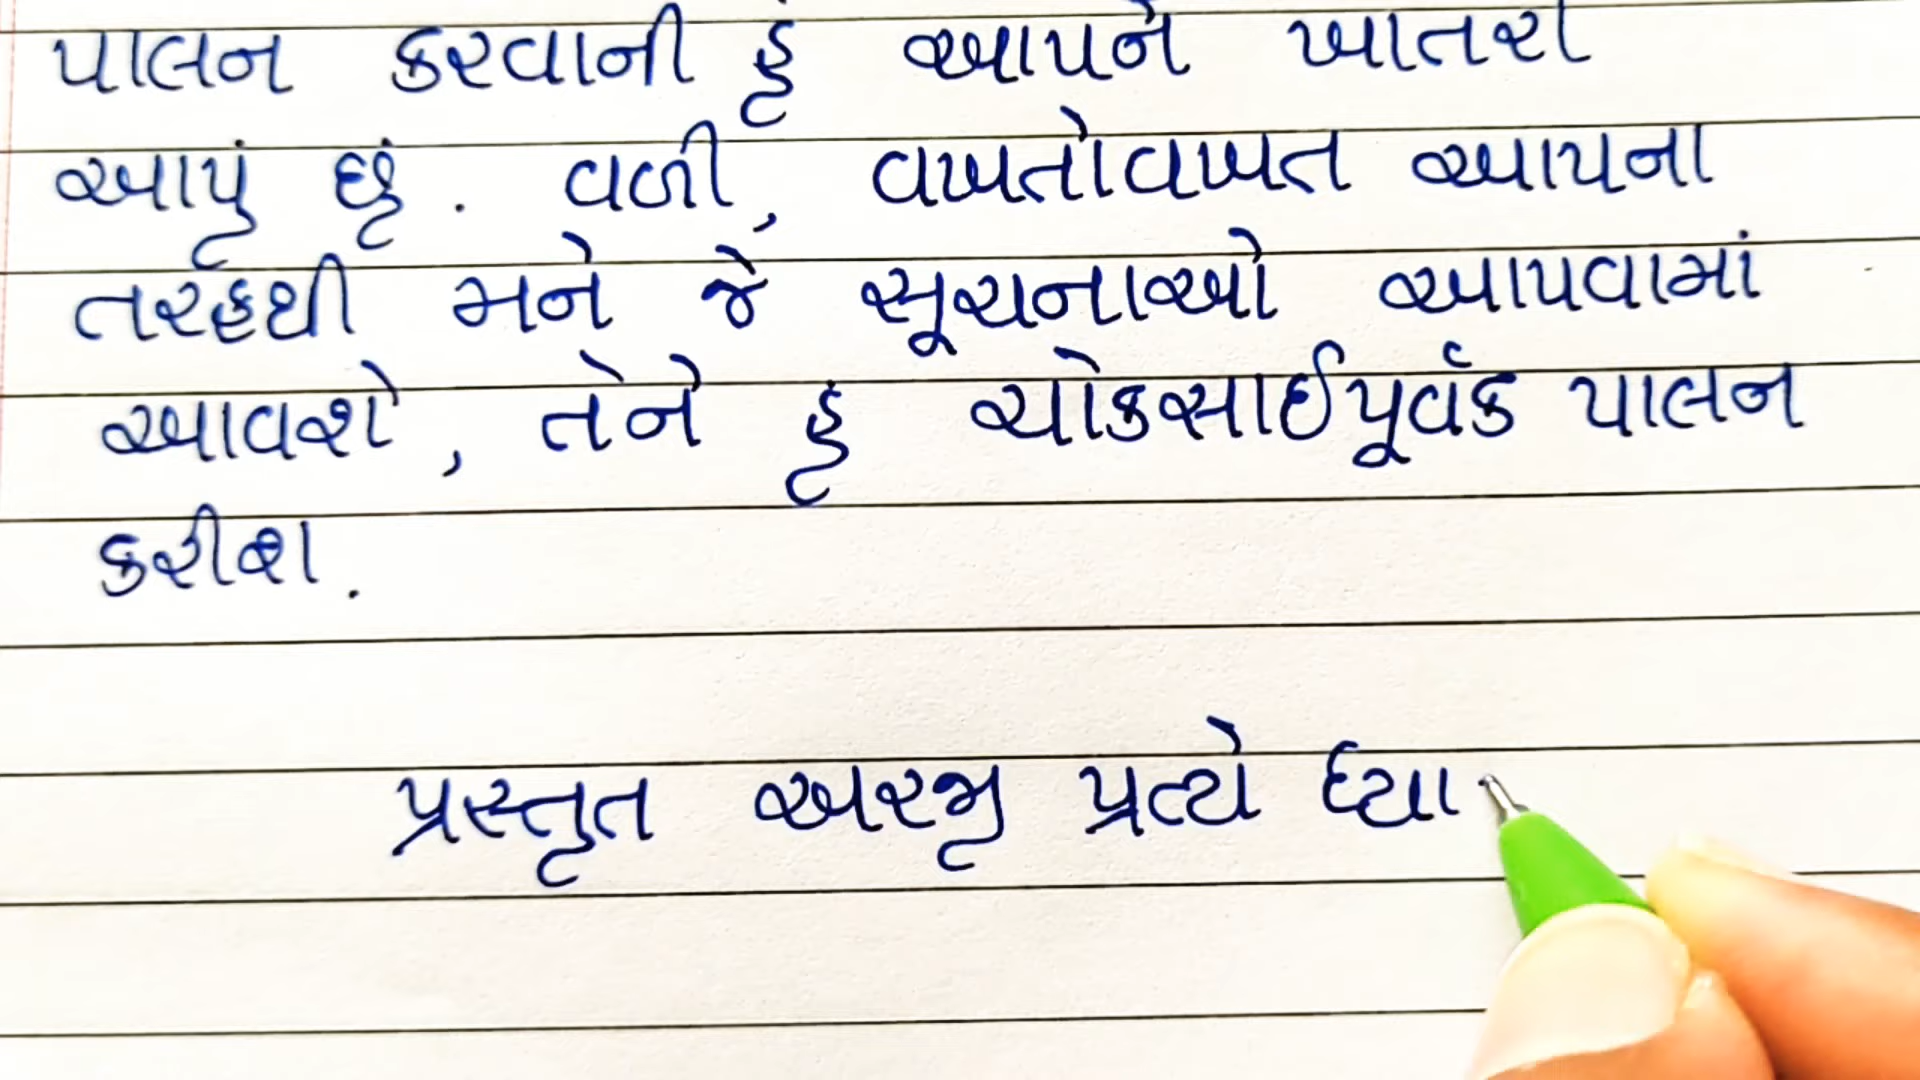 પાલન કરવાની હું આપને ખાતરી
આપું છું. વળી, વખતોવખત આપના
તરફથી મને જે સૂચનાઓ આપવામાં
આવશે, તેને હું ચોકસાઈપૂર્વક પાલન
કરીશ.
પ્રસ્તુત અરજી પ્રત્યે ધ્યા